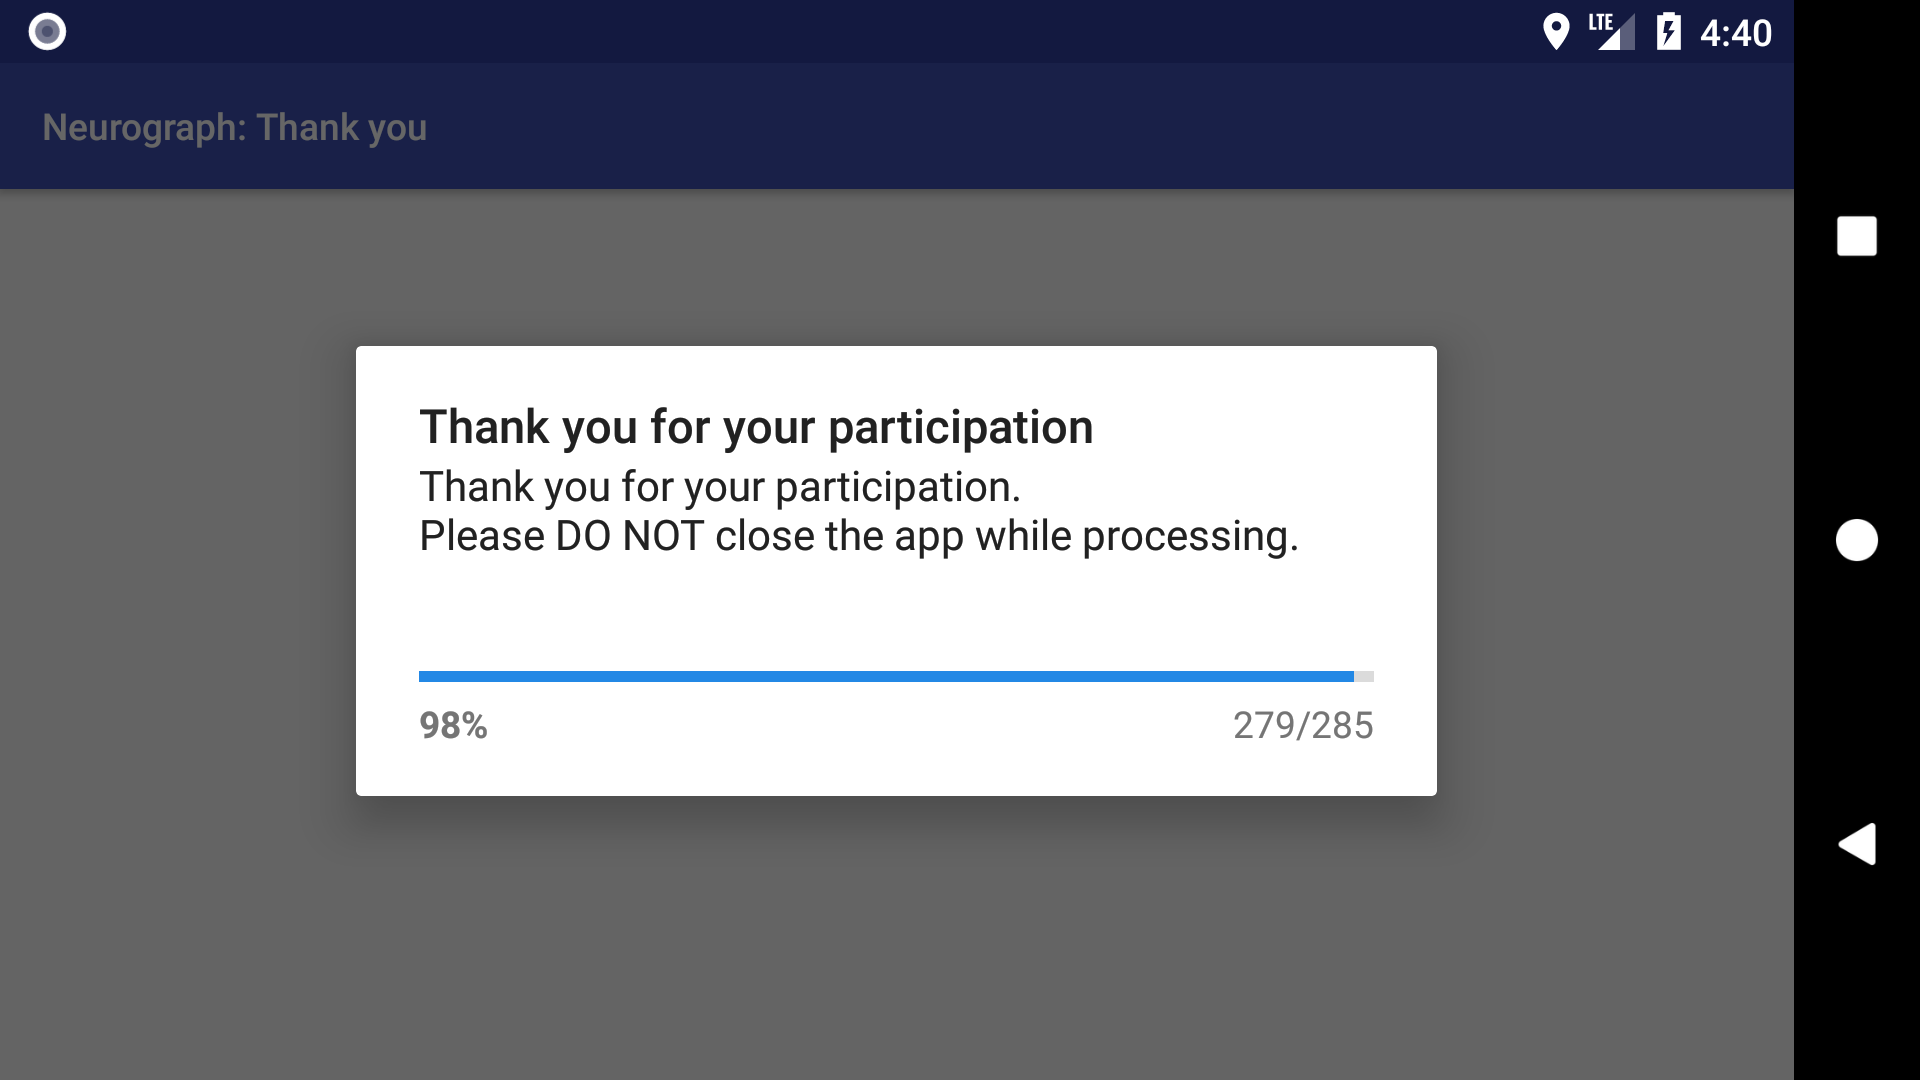 LTE 4:40
Neurograph: Thank you
Thank you for your participation
Thank you for your participation.
Please DO NOT close the app while processing.
98% 279/285